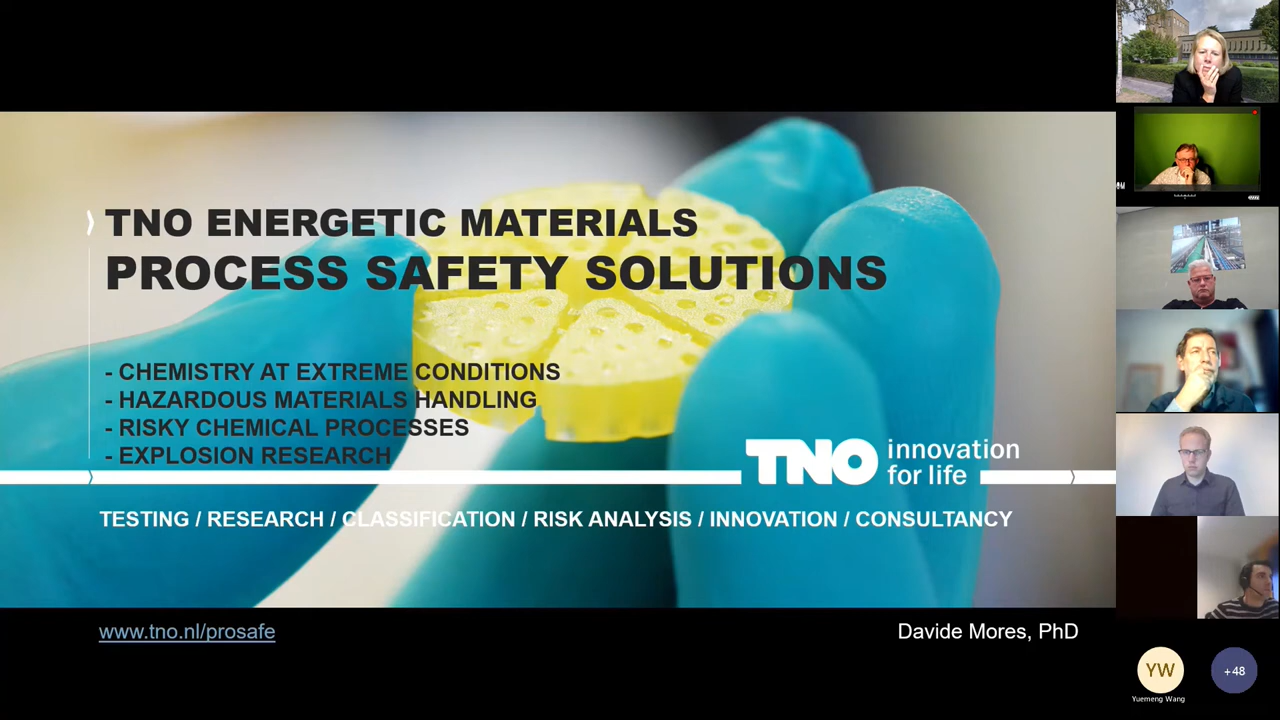 TNO ENERGETIC MATERIALS
PROCESS SAFETY SOLUTIONS
- CHEMISTRY AT EXTREME CONDITIONS
- HAZARDOUS MATERIALS HANDLING
- RISKY CHEMICAL PROCESSES
- EXPLOSION RESEARCH
TNO innovation
for life
TESTING / RESEARCH / CLASSIFICATION / RISK ANALYSIS / INNOVATION / CONSULTANCY
www.tno.nl/prosafe
Davide Mores, PhD
YW
Yuemeng Wang
+48